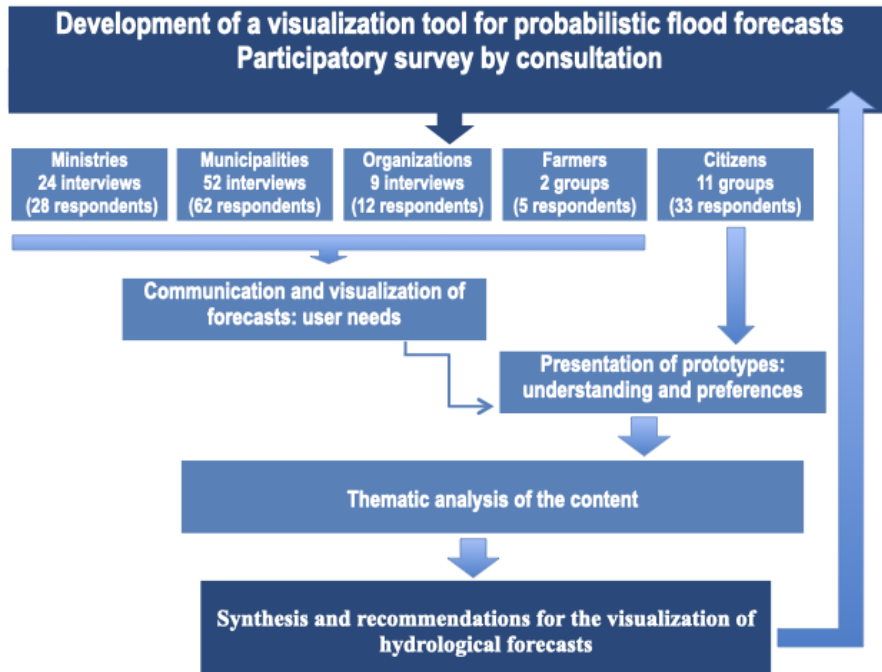 Development of a visualization tool for probabilistic flood forecasts
Participatory survey by consultation
Ministries
24 interviews
(28 respondents)
Municipalities
52 interviews
(62 respondents)
Organizations
9 interviews
(12 respondents)
Farmers
2 groups
(5 respondents)
Citizens
11 groups
(33 respondents)
Communication and visualization of
forecasts: user needs
Presentation of prototypes:
understanding and preferences
Thematic analysis of the content
Synthesis and recommendations for the visualization of
hydrological forecasts